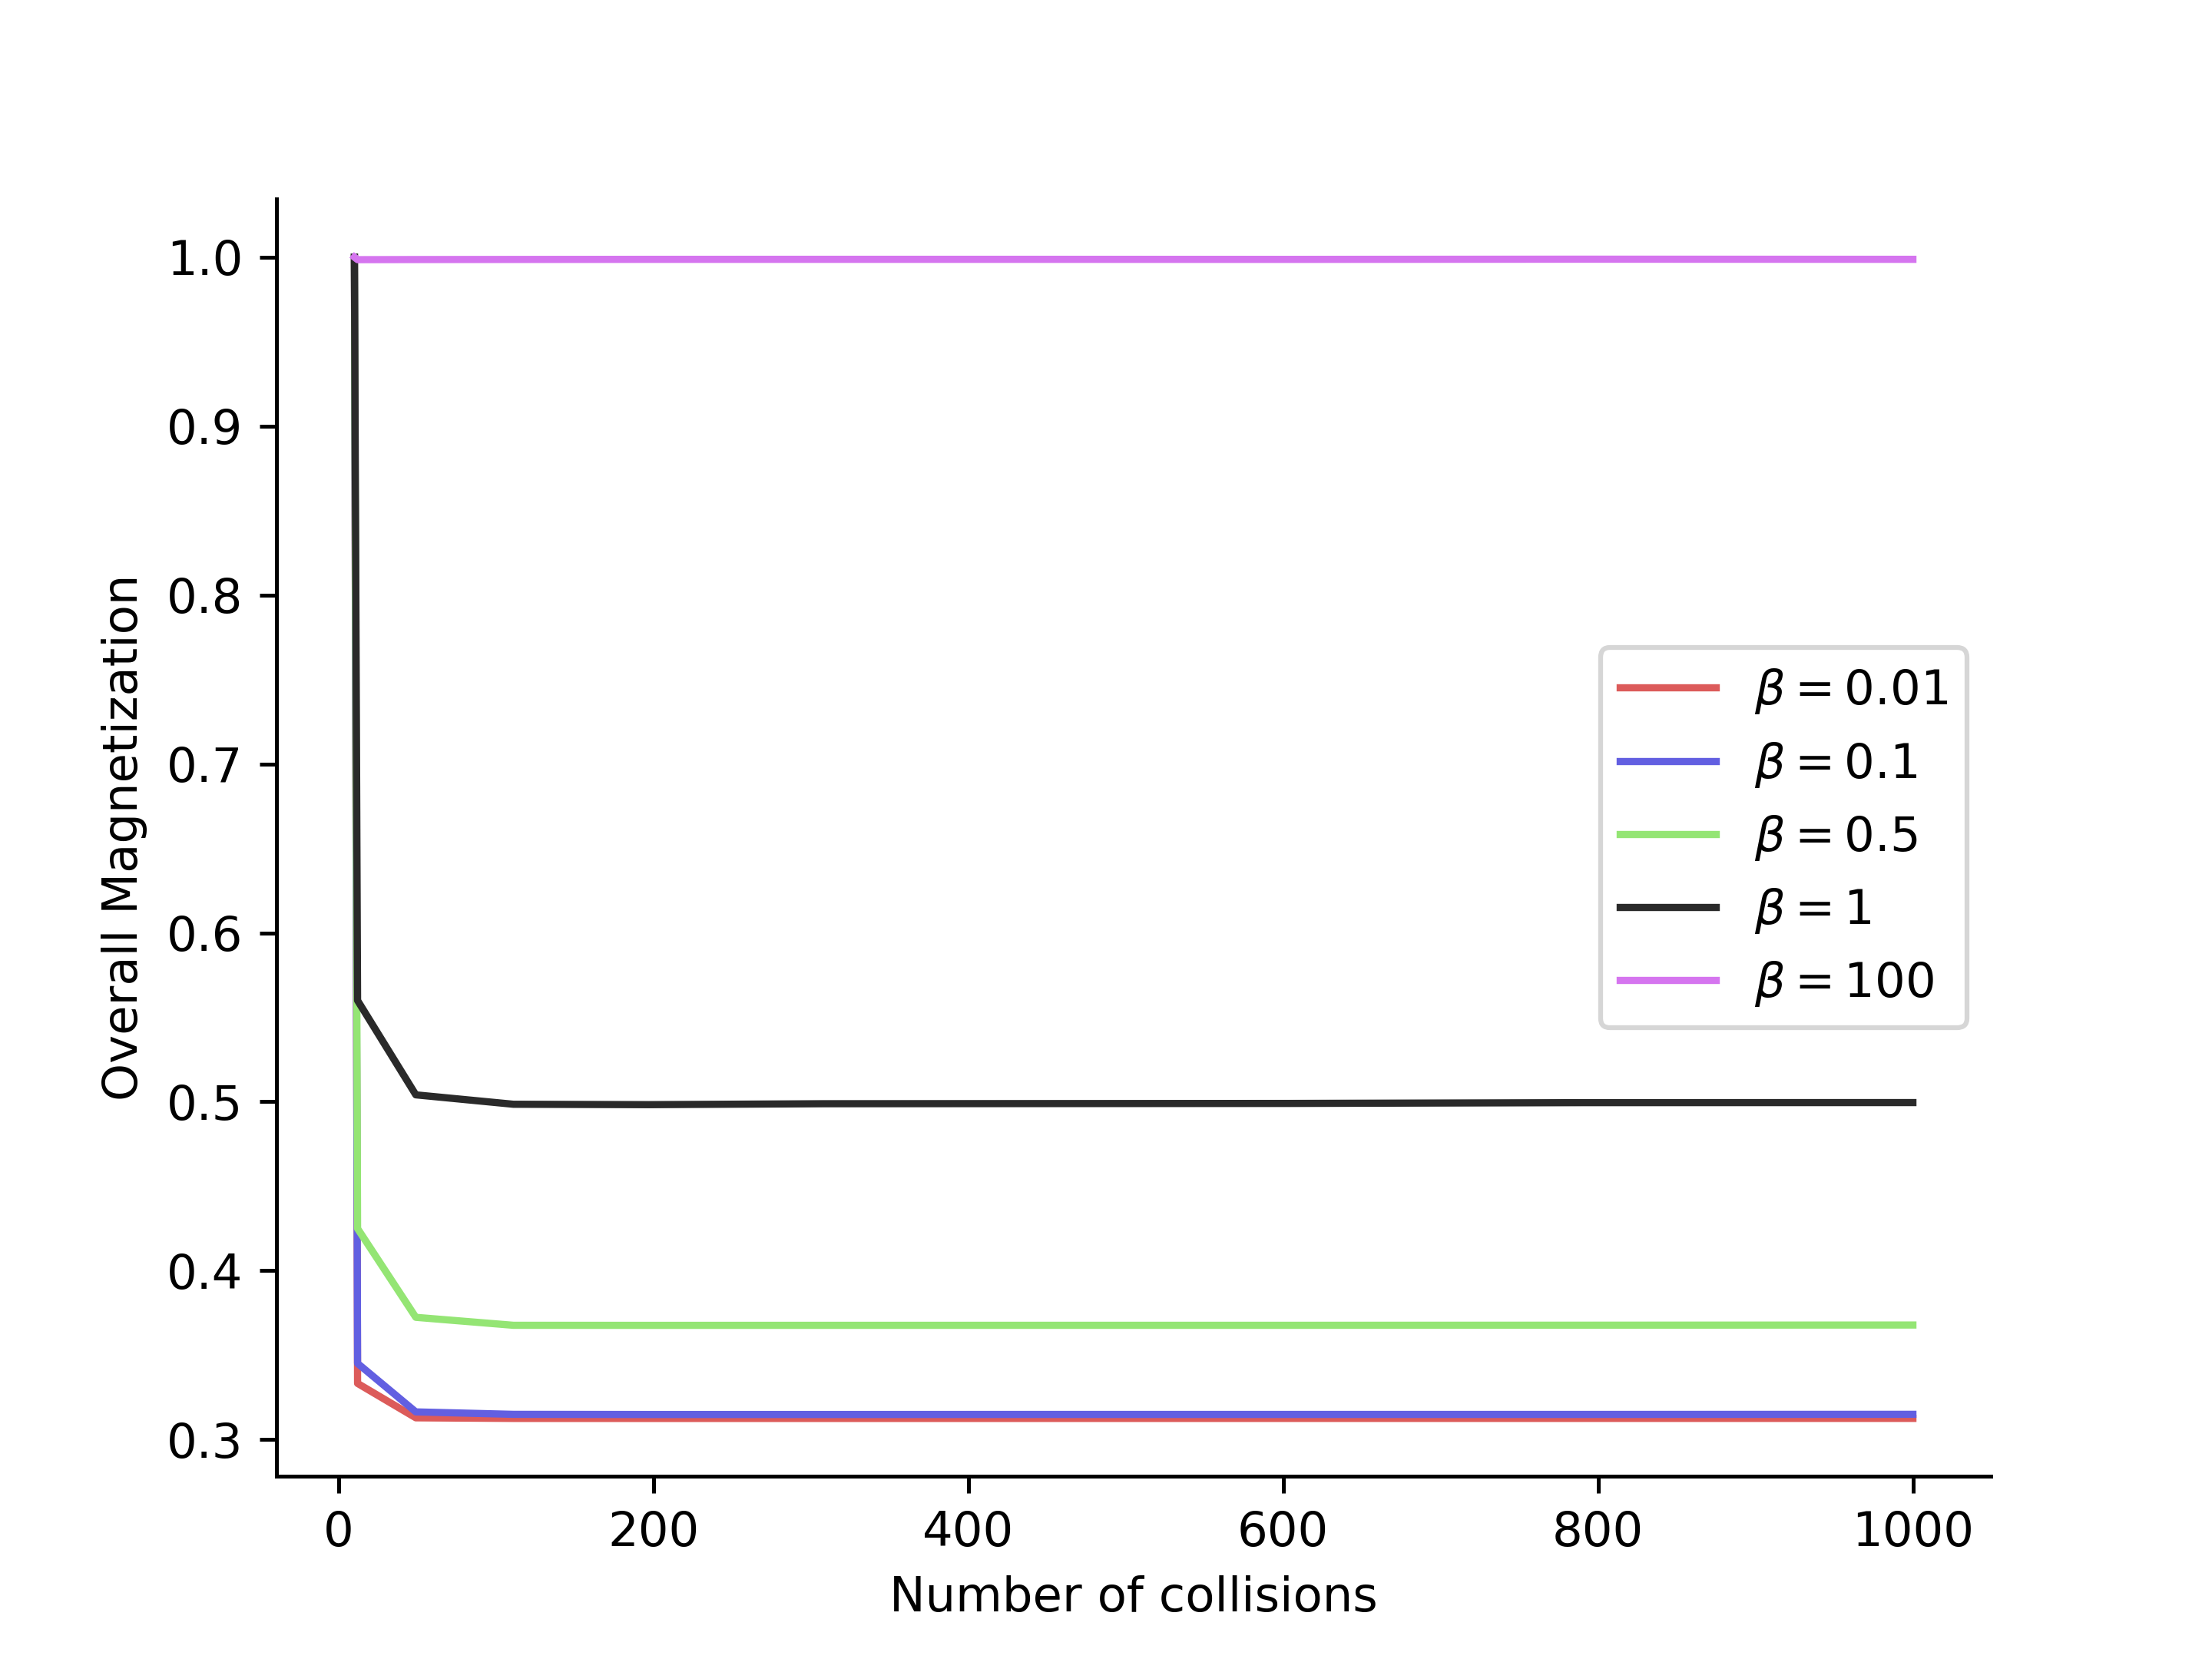 1.0
0.9
0.8
0.7
0.6
0.5
0.4
0.3
Overall Magnetization
β = 0.01
β = 0.1
β = 0.5
β = 1
β = 100
0 200 400 600 800 1000
Number of collisions